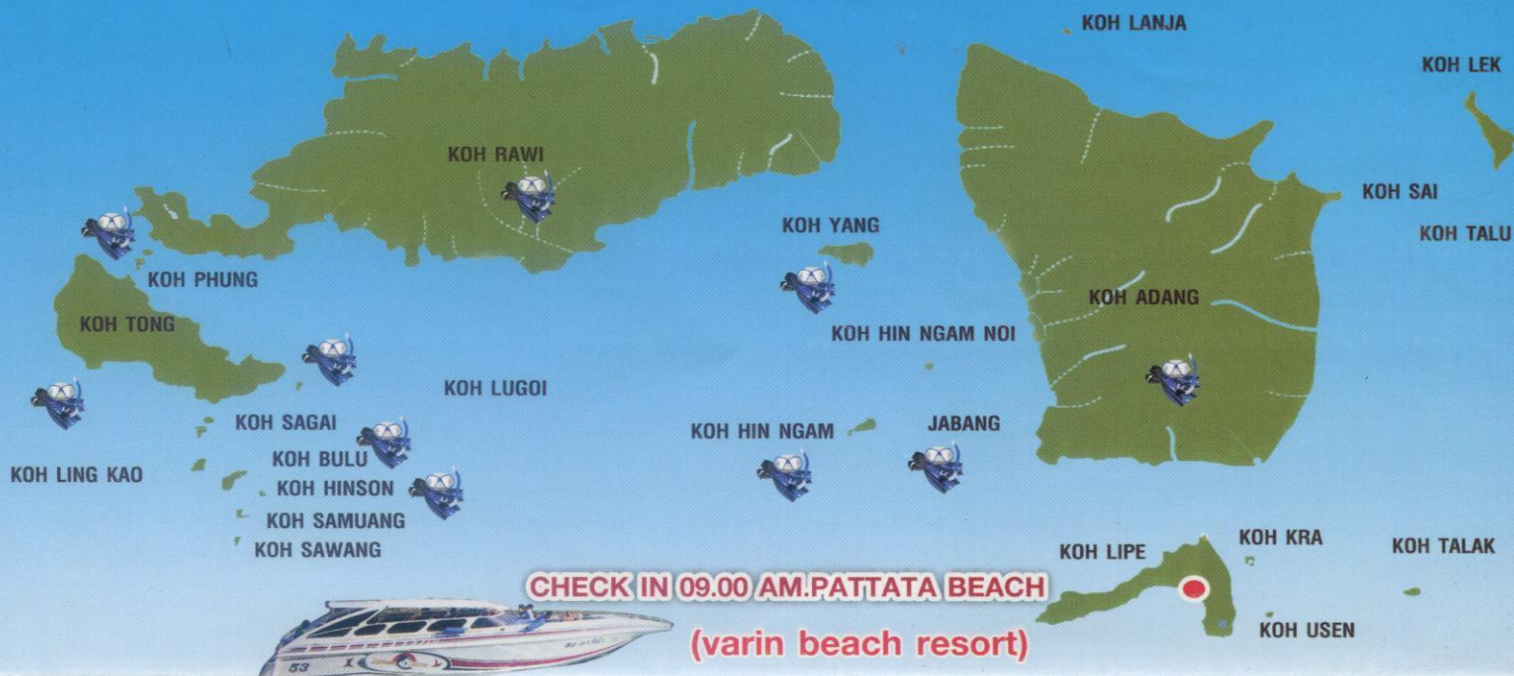 KOH LANJA
KOH LEK
KOH RAWI
KOH SAI
KOH YANG
KOH TALU
KOH PHUNG
KOH ADANG
KOH TONG
KOH HIN NGAM NOI
KOH LUGOI
KOH SAGAI
KOH HIN NGAM
JABANG
KOH BULU
KOH LING KAO
KOH HINSON
KOH SAMUANG
KOH SAWANG
KOH LIPE
KOH KRA
KOH TALAK
CHECK IN 09.00 AM.PATTATA BEACH
KOH USEN
(varin beach resort)
53